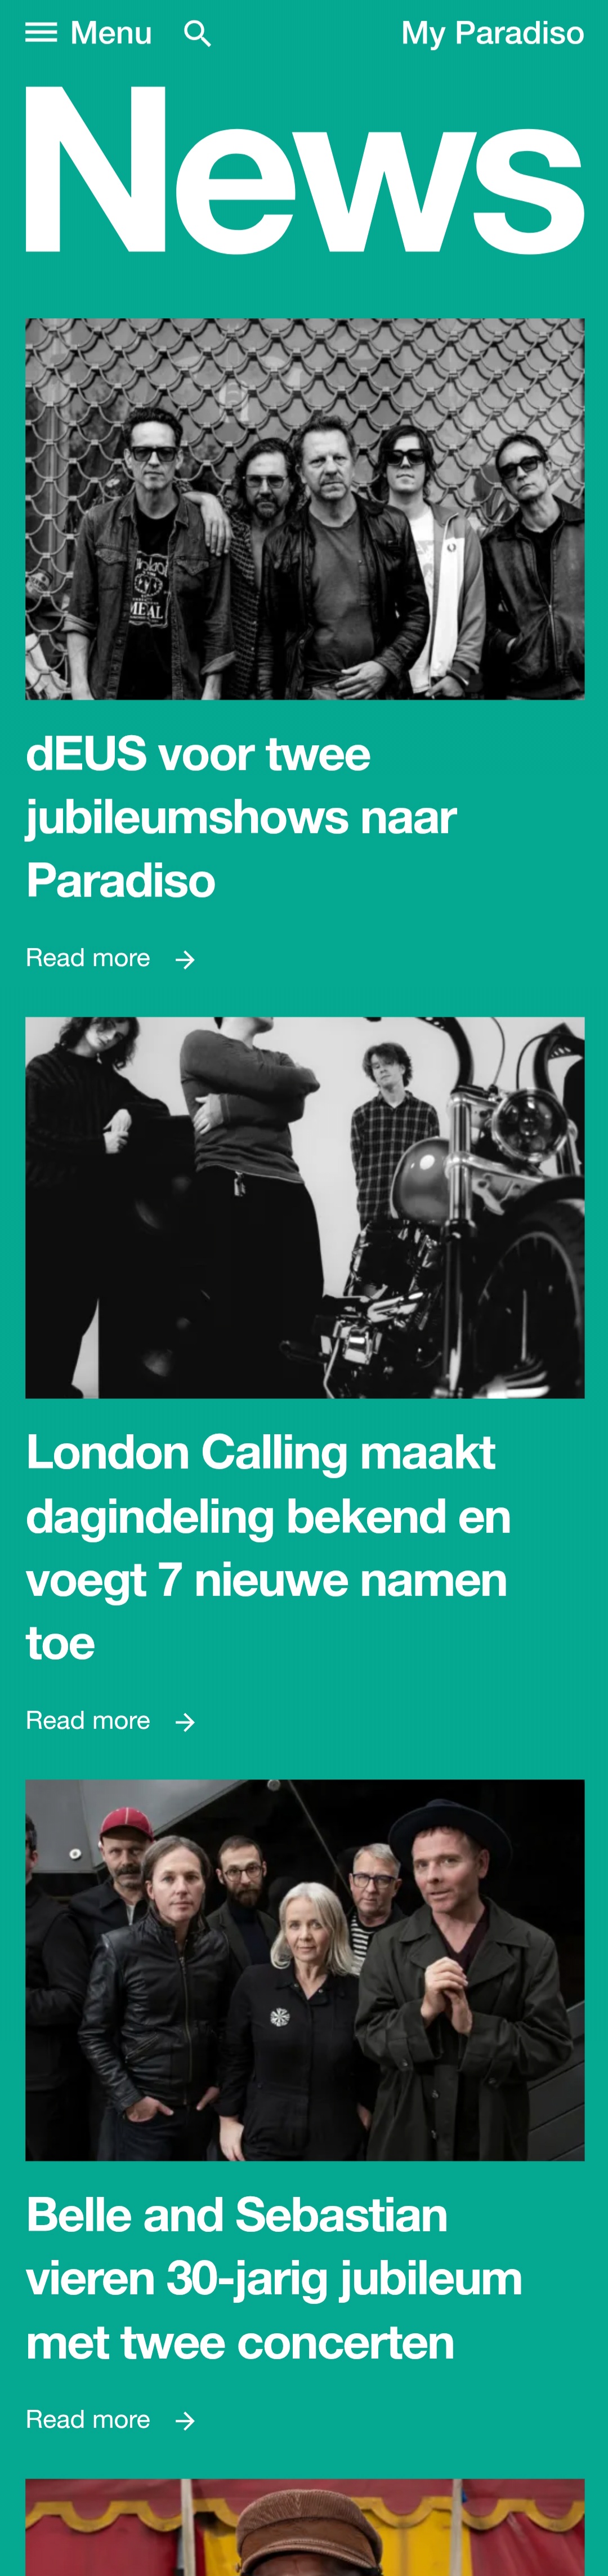 Menu
My Paradiso
News
MEAL
dEUS voor twee
jubileumshows naar
Paradiso
Read more
London Calling maakt
dagindeling bekend en
voegt 7 nieuwe namen
toe
Read more
Belle and Sebastian
vieren 30-jarig jubileum
met twee concerten
Read more